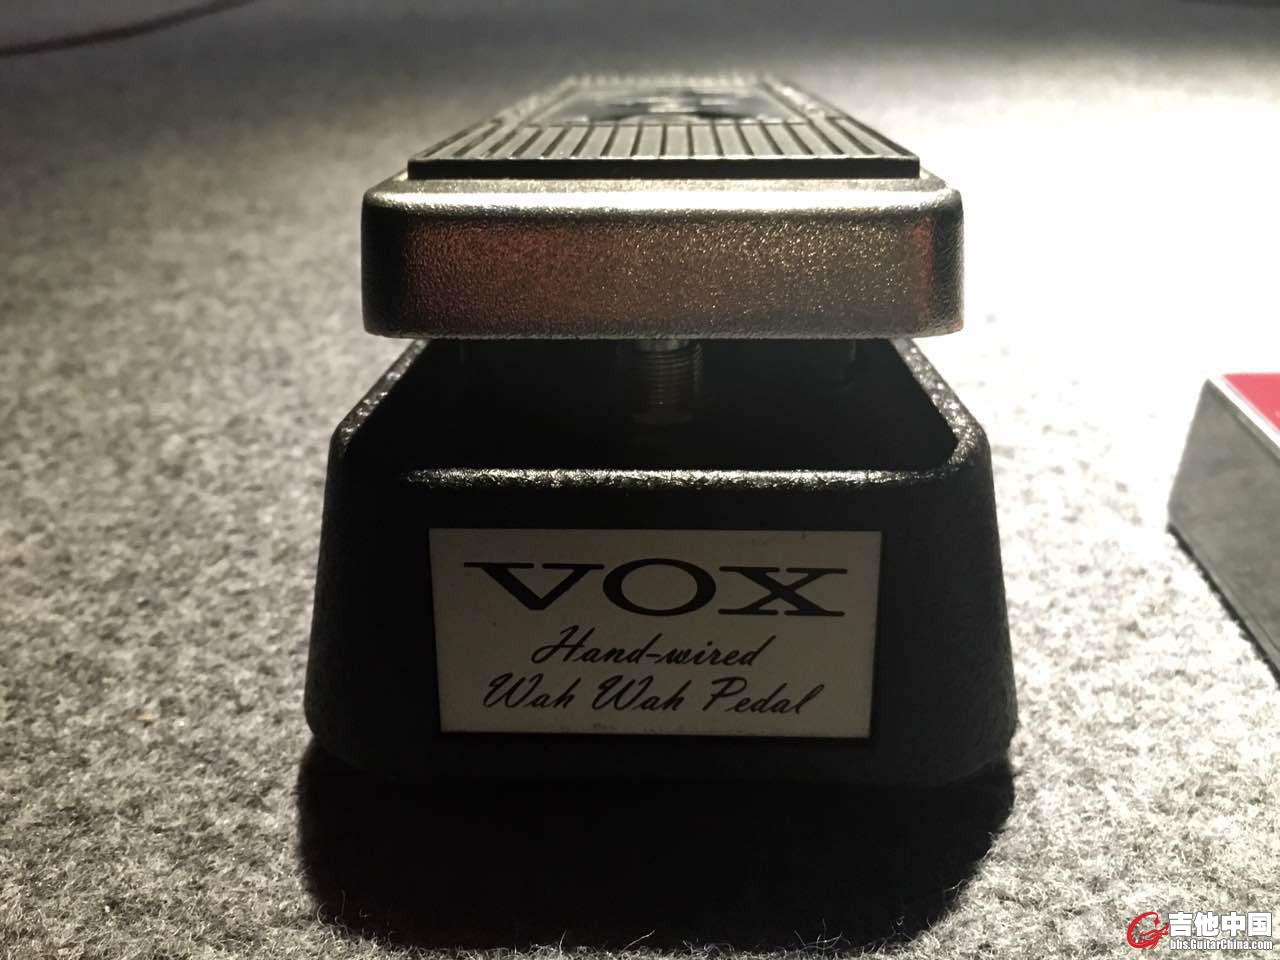 VOX
Hand-wired
Wah Wah Pedal
吉他中国
bbs.GuitarChina.com